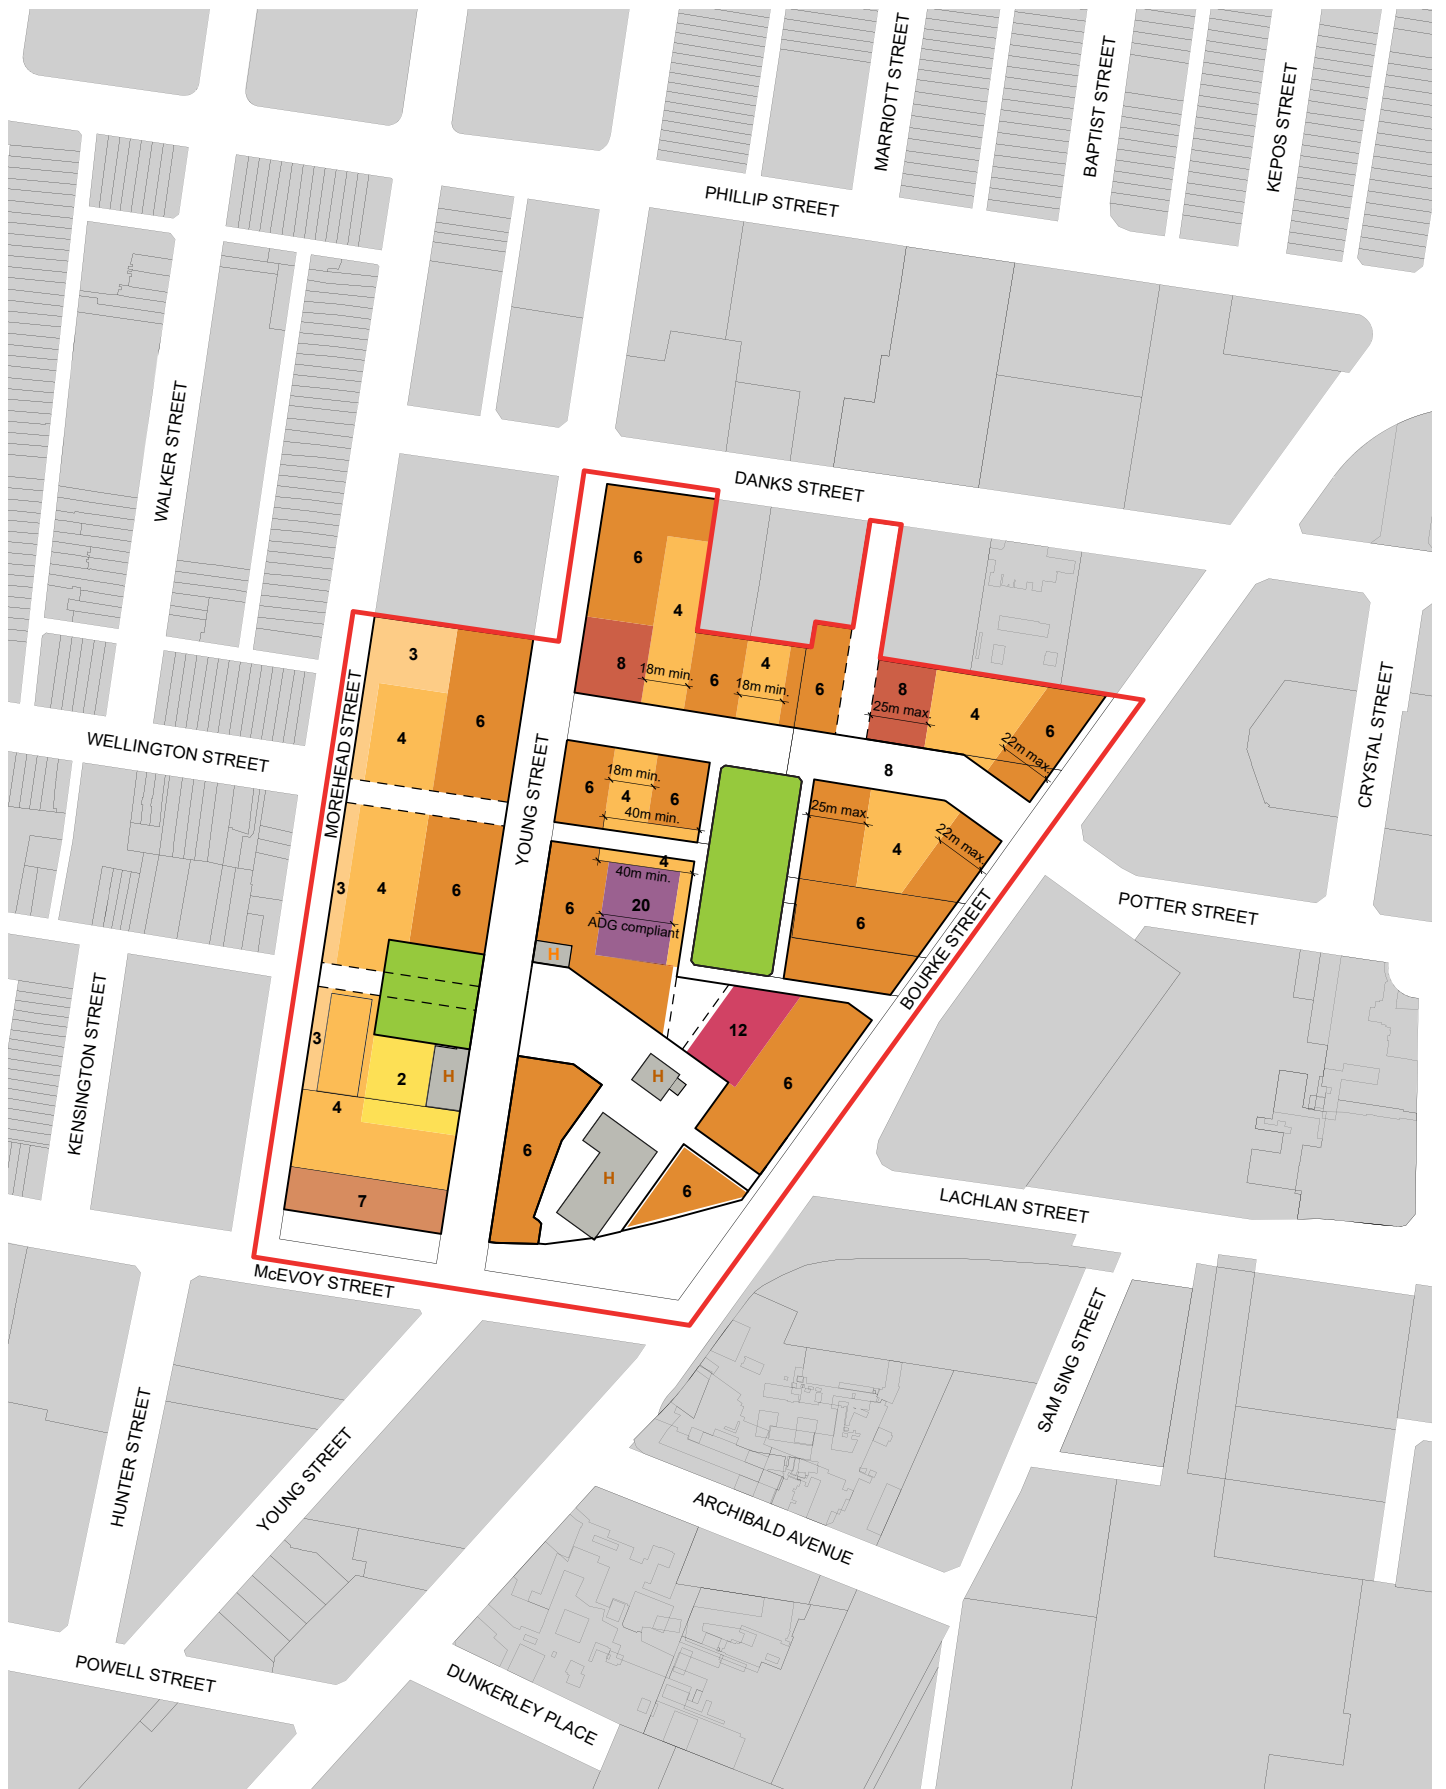 MARRIOTT STREET
BAPTIST STREET
KEPOS STREET
PHILLIP STREET
WALKER STREET
DANKS STREET
6
4
3
8
18m min.
6
4
18m min.
6
8
25m max.
4
6
22m max.
6
4
MOREHEAD STREET
WELLINGTON STREET
YOUNG STREET
CRYSTAL STREET
8
18m min.
6
4
6
40m min.
25m max.
4
22m max.
4
40m min.
3
4
6
6
20
ADG compliant
6
H
POTTER STREET
BOURKE STREET
KENSINGTON STREET
3
12
2
H
H
6
4
6
H
6
7
LACHLAN STREET
McEVOY STREET
SAM SING STREET
HUNTER STREET
YOUNG STREET
ARCHIBALD AVENUE
POWELL STREET
DUNKERLEY PLACE